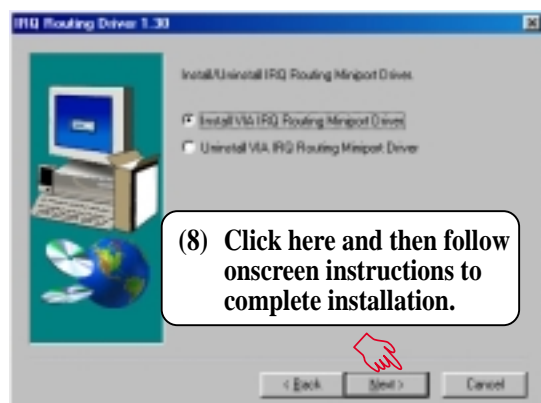 IRQ Routing Driver 1.30
Install/Uninstall IRQ Routing Miniport Driver.
Install VIA IRQ Routing Miniport Driver
Uninstall VIA IRQ Routing Miniport Driver
(8) Click here and then follow
onscreen instructions to
complete installation.
< Back
Next >
Cancel